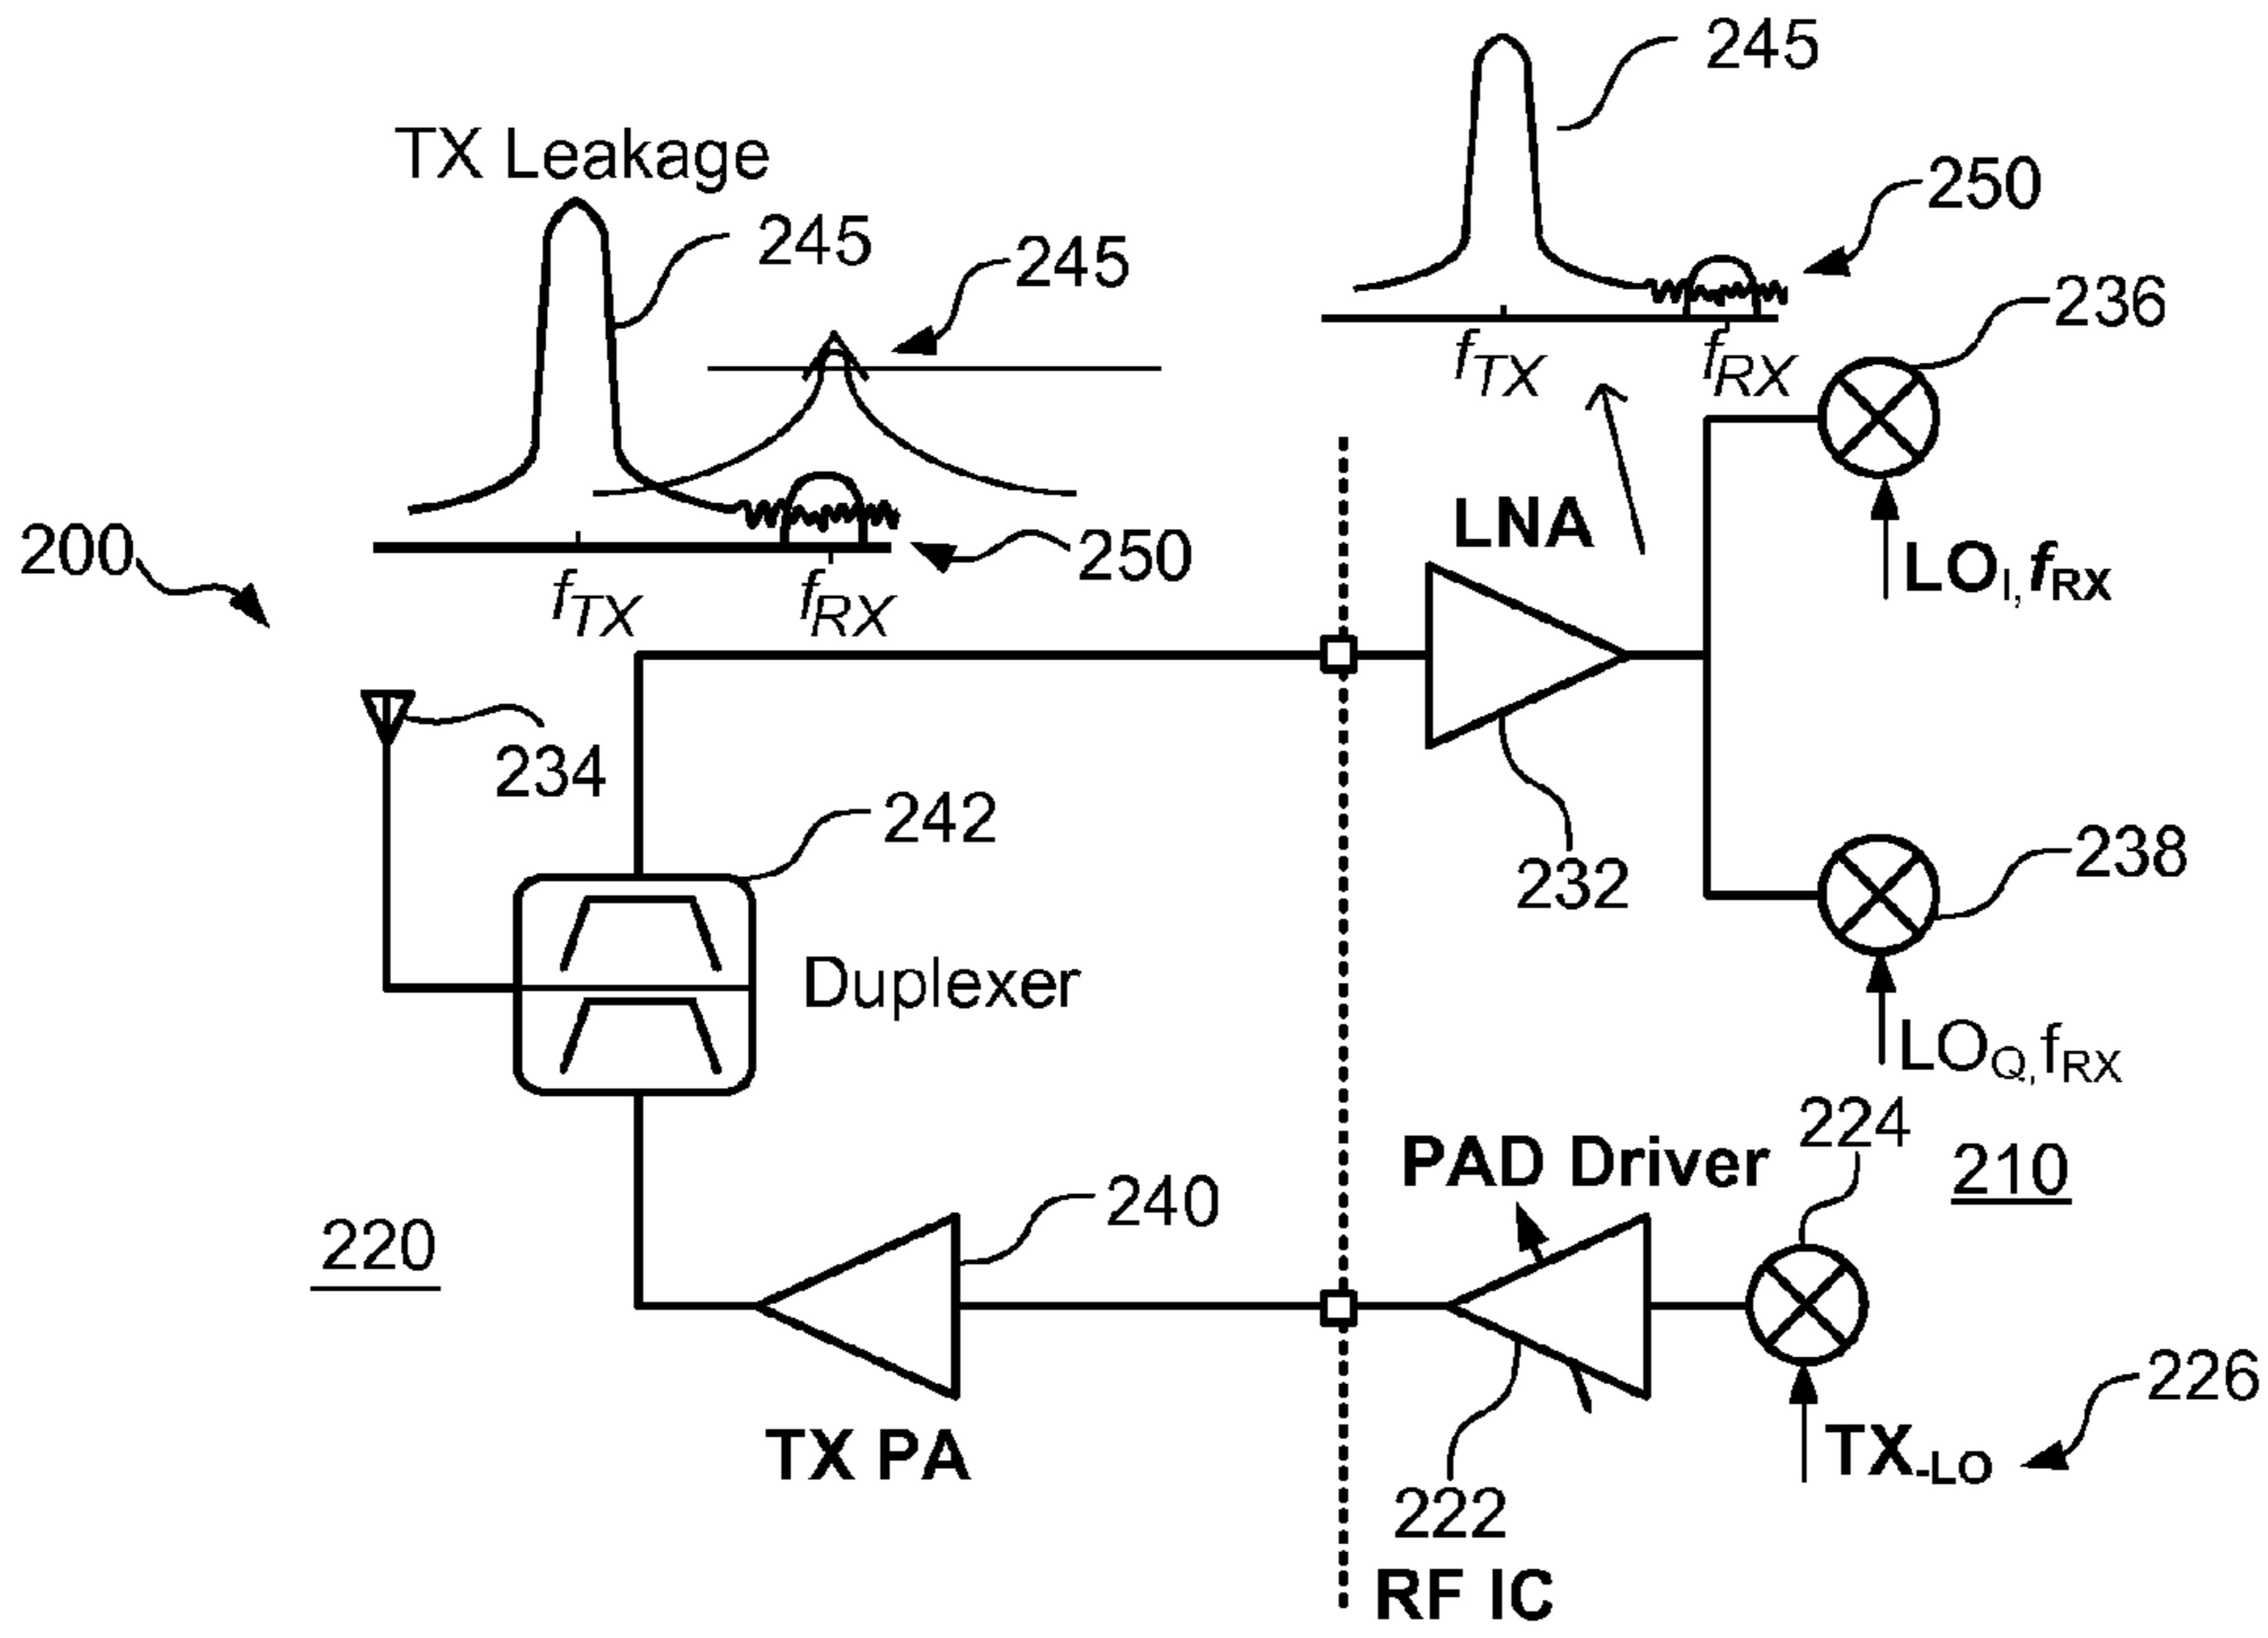 245
TX Leakage
250
245
245
236
fTX
fRX
LNA
200
250
LOI, fRX
fTX
fRX
234
242
232
238
Duplexer
LOQ, fRX
224
PAD Driver
210
240
220
226
TX-LO
TX PA
222
RF IC